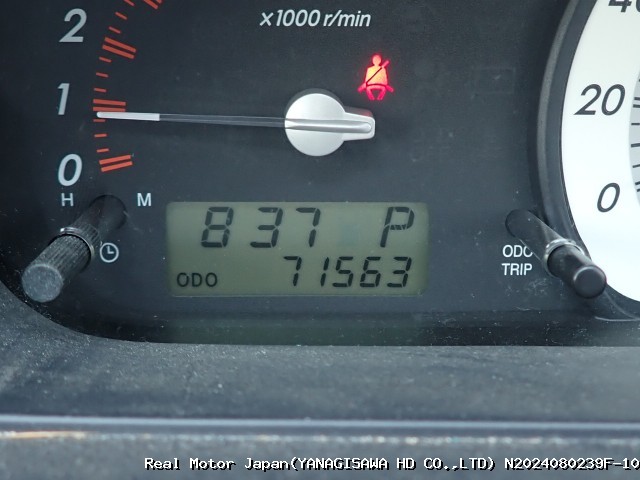 x1000 r/min
2
1
0
40
20
0
H M
8 37 P
ODO 71563
ODO
TRIP
Real Motor Japan(YANAGISAWA HD CO.,LTD) N2024080239F-10